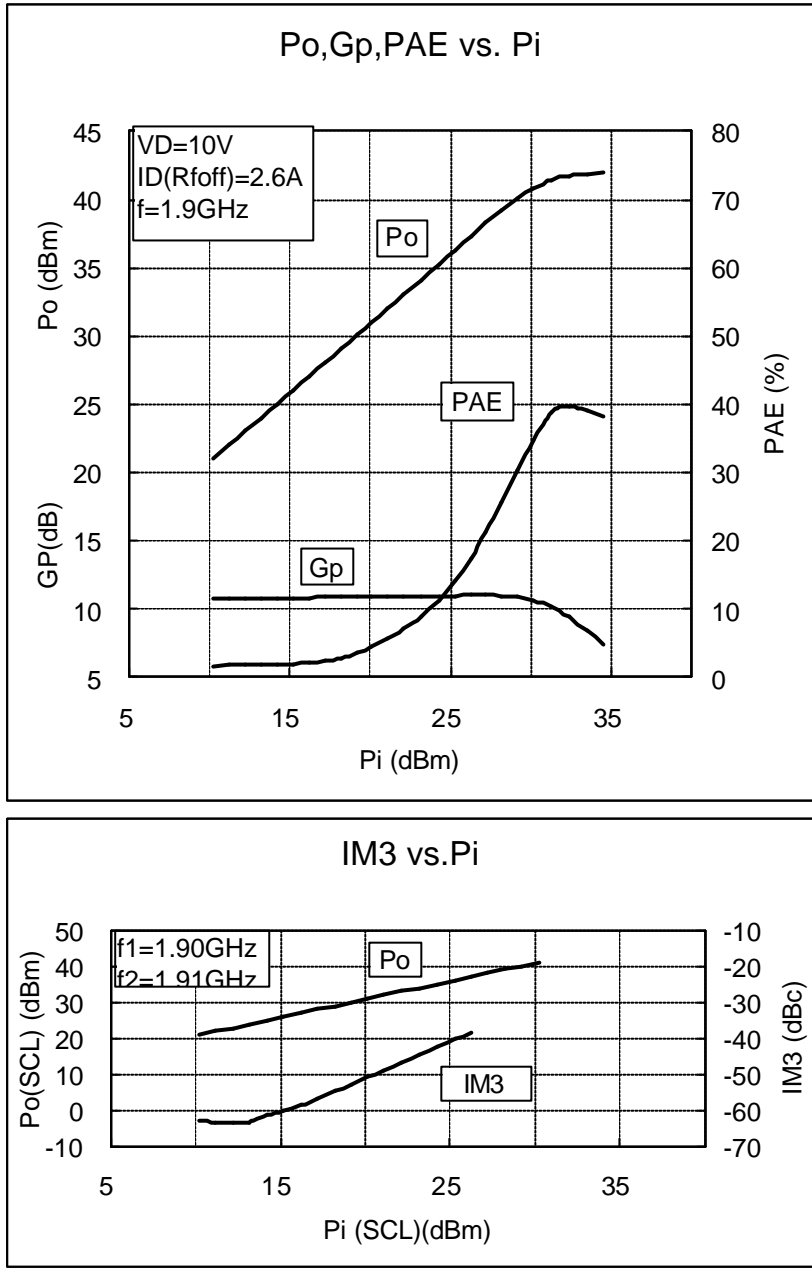 Po,Gp,PAE vs. Pi
VD=10V
ID(Rfoff)=2.6A
f=1.9GHz
Po
PAE
Gp
45
40
35
30
25
20
15
10
5
Po (dBm)
GP(dB)
80
70
60
50
40
30
20
10
0
PAE (%)
5 15 25 35
Pi (dBm)
IM3 vs.Pi
f1=1.90GHz
f2=1.91GHz
Po
IM3
50
40
30
20
10
0
-10
Po(SCL) (dBm)
-10
-20
-30
-40
-50
-60
-70
IM3 (dBc)
5 15 25 35
Pi (SCL)(dBm)